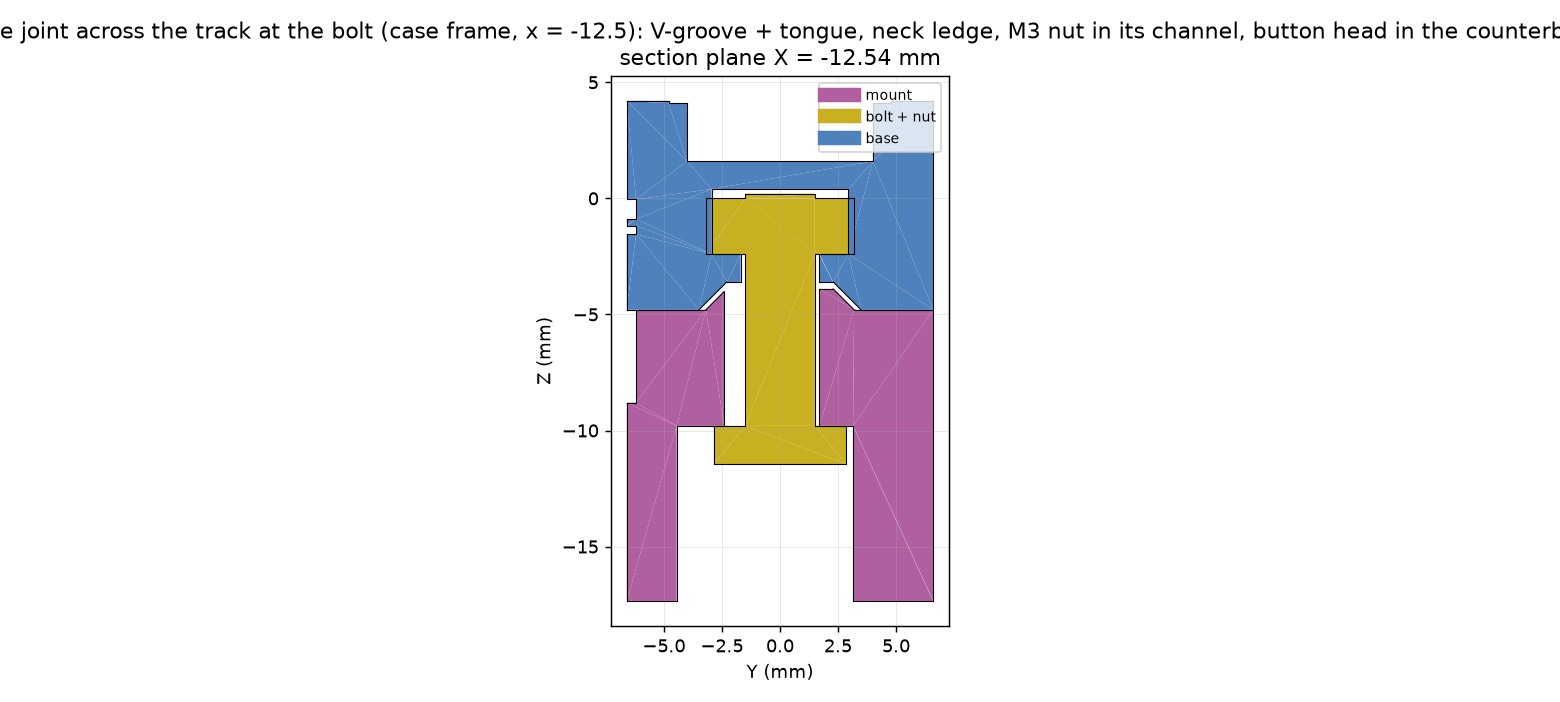 e joint across the track at the bolt (case frame, x = -12.5): V-groove + tongue, neck ledge, M3 nut in its channel, button head in the counterb
section plane X = -12.54 mm
mount
bolt + nut
base
5
0
−5
−10
−15
Z (mm)
−5.0 −2.5 0.0 2.5 5.0
Y (mm)